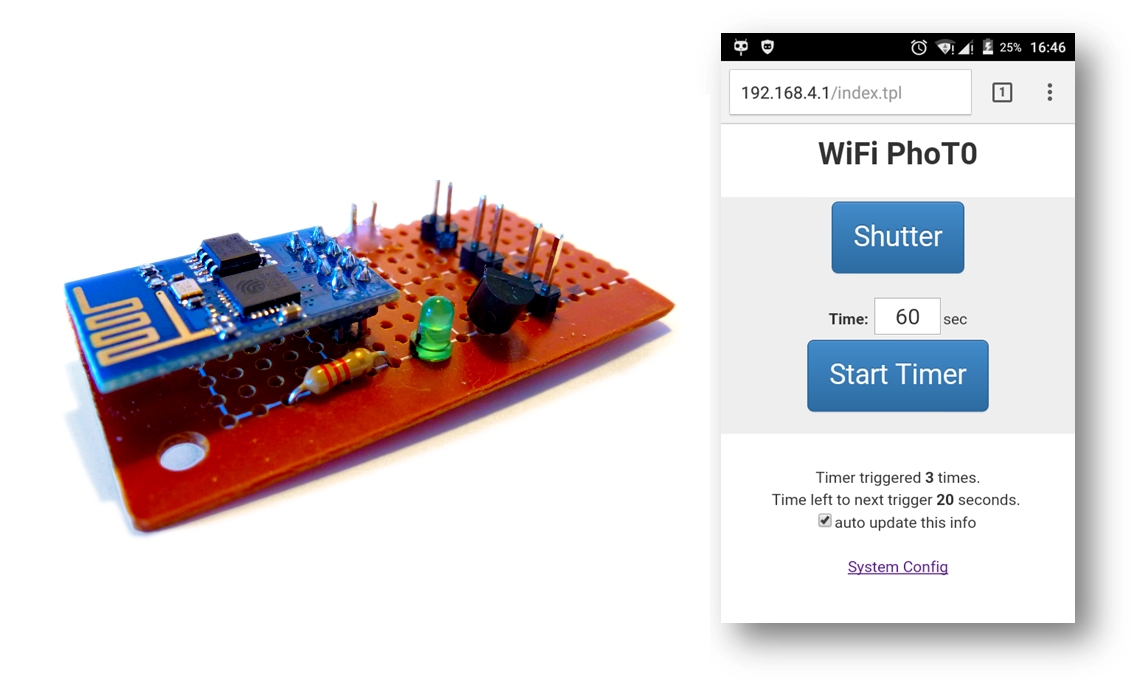 25% 16:46
192.168.4.1/index.tpl
1
WiFi PhoT0
Shutter
Time: 60 sec
Start Timer
Timer triggered 3 times.
Time left to next trigger 20 seconds.
auto update this info
System Config